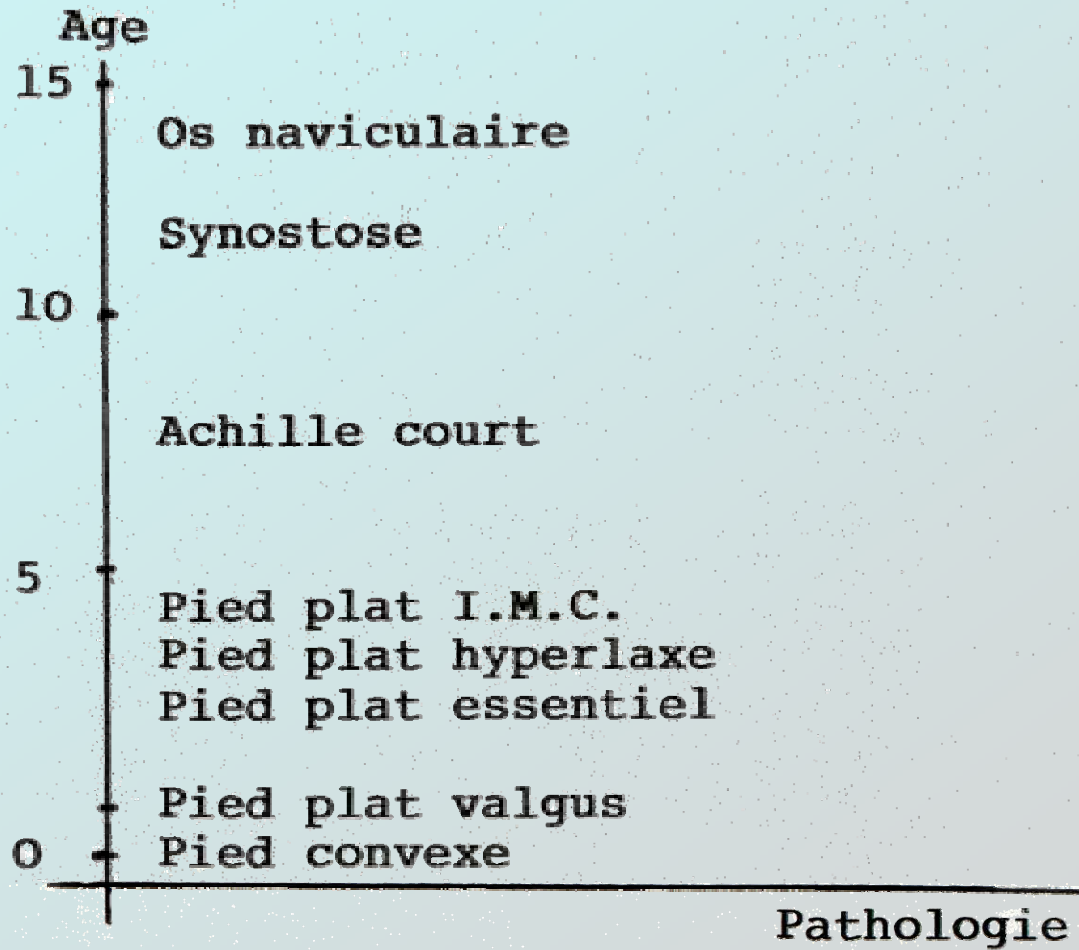 Age
15
Os naviculaire
Synostose
10
Achille court
5
Pied plat I.M.C.
Pied plat hyperlaxe
Pied plat essentiel
Pied plat valgus
0 Pied convexe
Pathologie